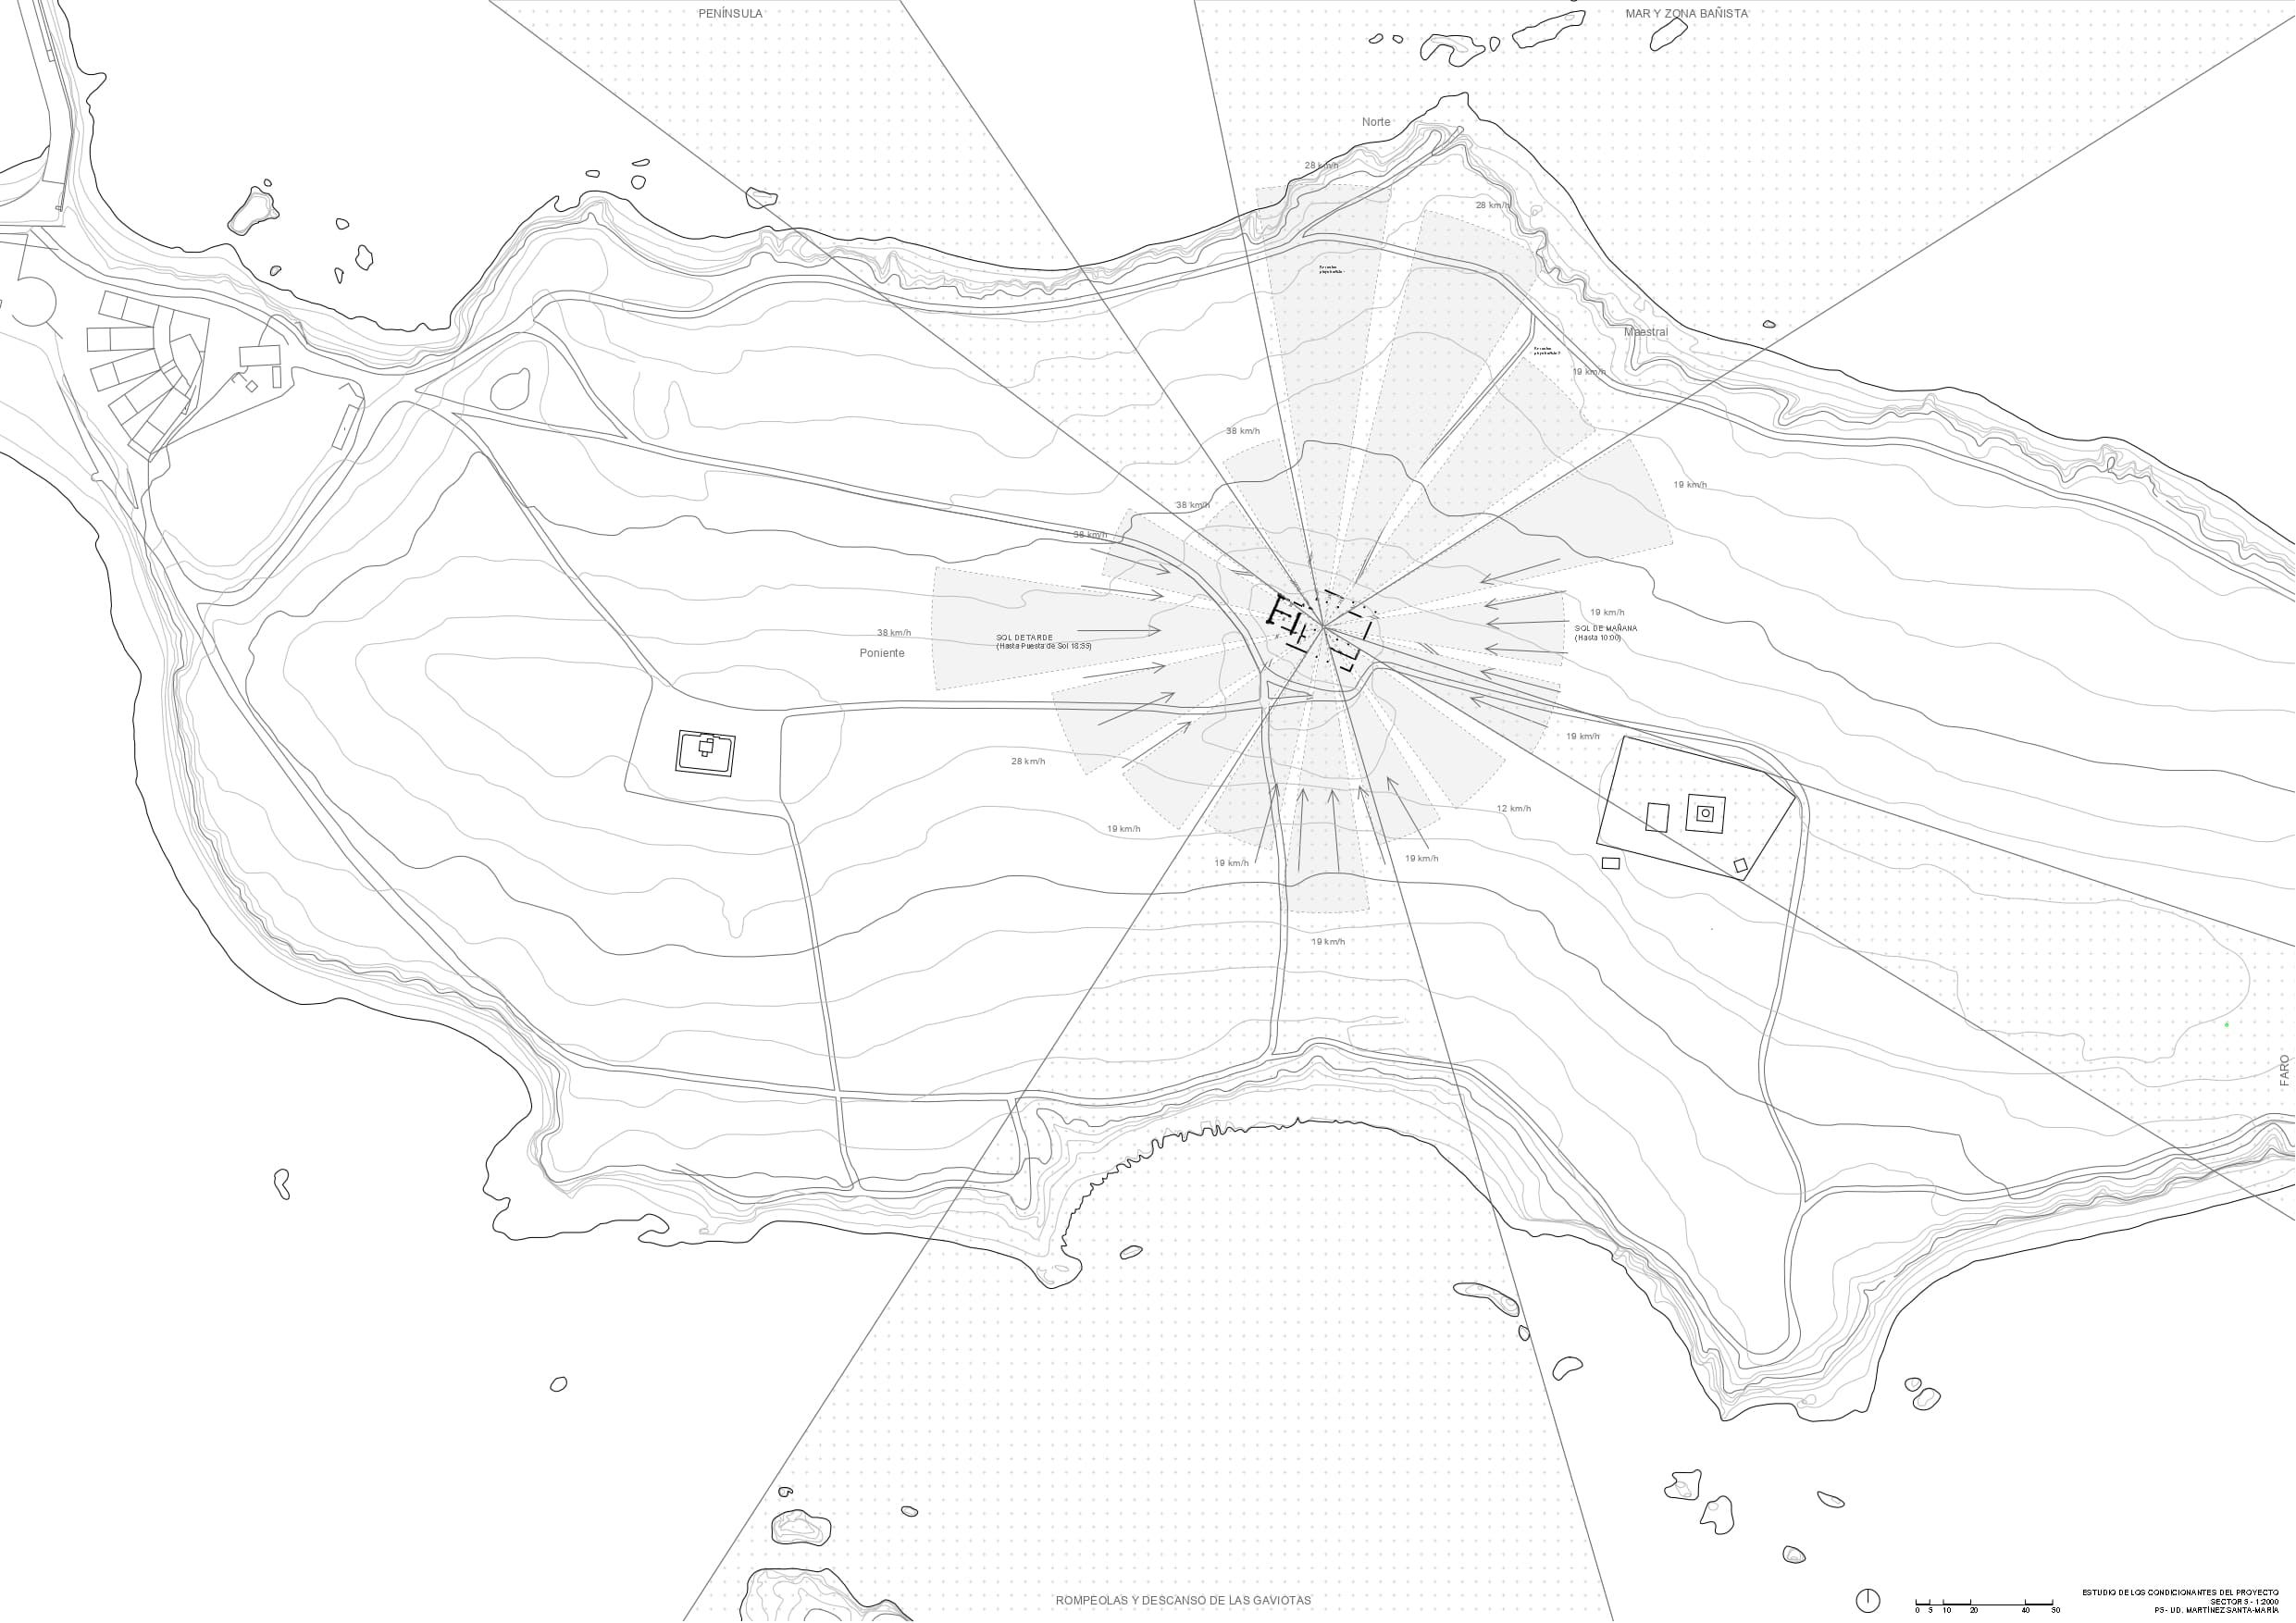 PENÍNSULA
MAR Y ZONA BAÑISTA
Norte
28 km/h
28 km/h
Maestral
19 km/h
38 km/h
19 km/h
38 km/h
38 km/h
19 km/h
38 km/h
SOL DE TARDE
(Hasta Puesta de Sol 18:35)
SOL DE MAÑANA
(Hasta 10:00)
Poniente
19 km/h
28 km/h
12 km/h
19 km/h
19 km/h
19 km/h
19 km/h
FARO
ROMPEOLAS Y DESCANSO DE LAS GAVIOTAS
0 5 10 20 40 50
ESTUDIO DE LOS CONDICIONANTES DEL PROYECTO
SECTOR 5 - 1:2000
P5 - UD. MARTÍNEZ SANTA-MARÍA